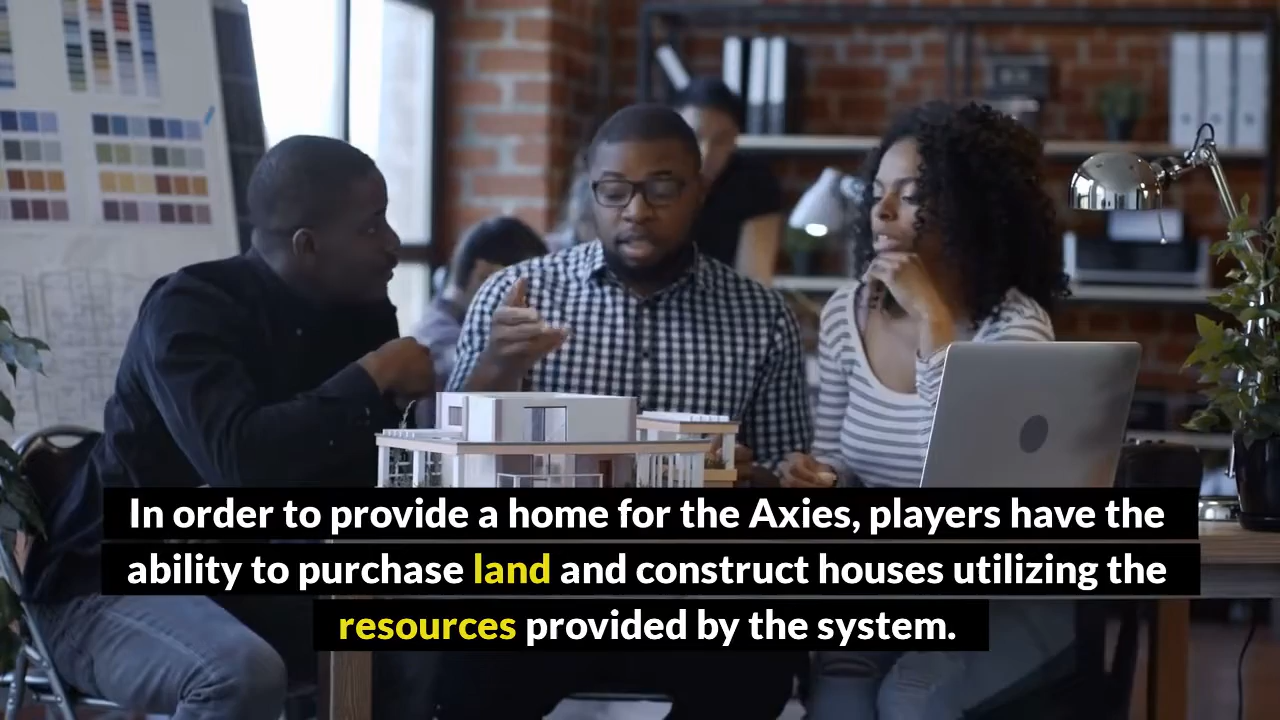 In order to provide a home for the Axies, players have the
ability to purchase land and construct houses utilizing the
resources provided by the system.